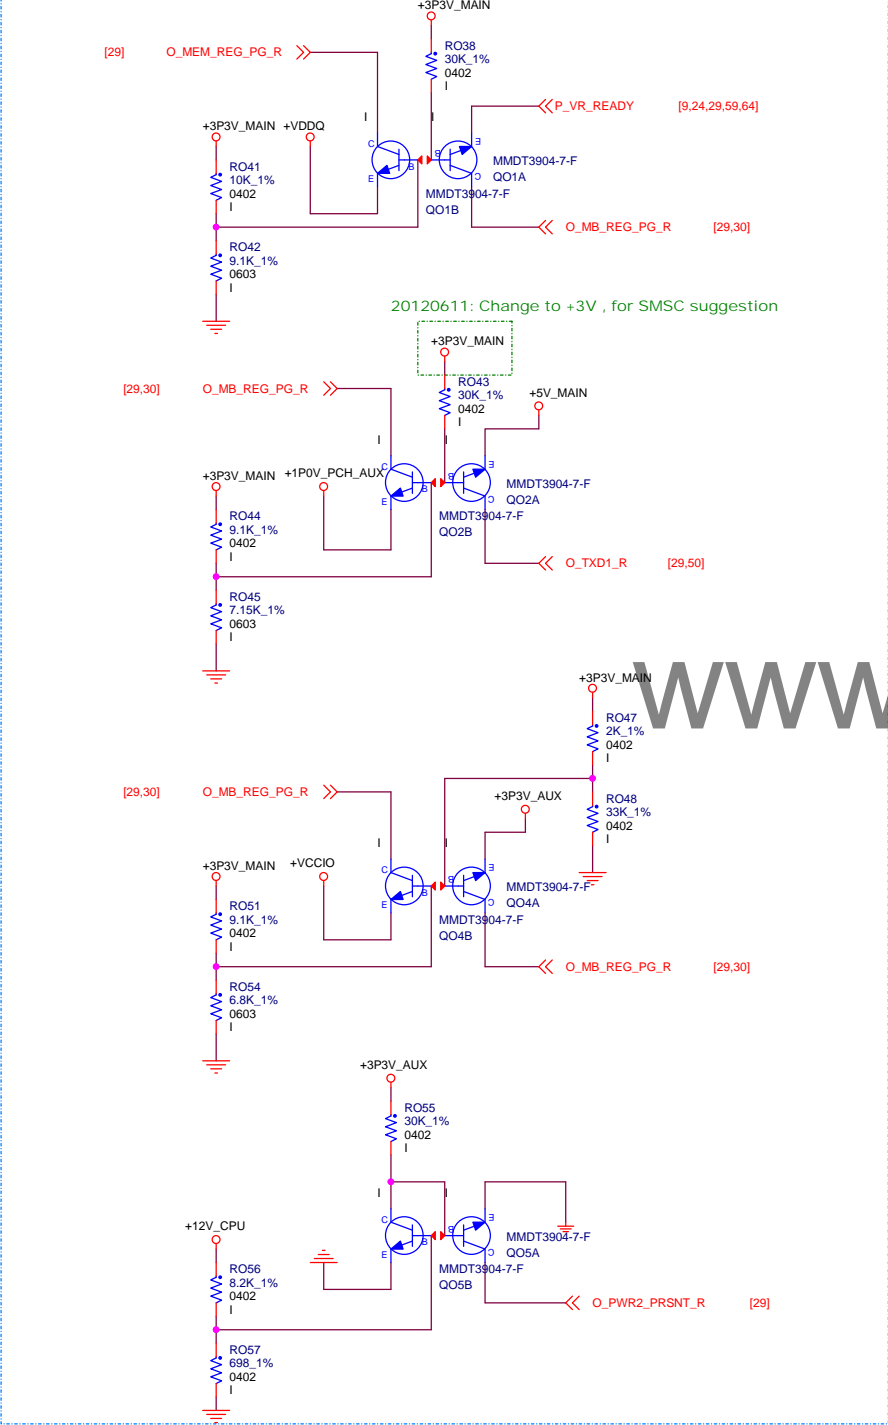 +3P3V_MAIN
[29] O_MEM_REG_PG_R
RO38
30K_1%
0402
I
P_VR_READY [9,24,29,59,64]
I I
+3P3V_MAIN +VDDQ
C E
MMDT3904-7-F
QO1A
B B
RO41
10K_1%
0402
I
E C
MMDT3904-7-F
QO1B
O_MB_REG_PG_R [29,30]
RO42
9.1K_1%
0603
I
20120611: Change to +3V , for SMSC suggestion
+3P3V_MAIN
[29,30] O_MB_REG_PG_R
RO43
30K_1%
0402
I
+5V_MAIN
I I
+3P3V_MAIN +1P0V_PCH_AUX
C E
B B
MMDT3904-7-F
QO2A
E C
MMDT3904-7-F
QO2B
RO44
9.1K_1%
0402
I
O_TXD1_R [29,50]
RO45
7.15K_1%
0603
I
www
+3P3V_MAIN
RO47
2K_1%
0402
I
[29,30] O_MB_REG_PG_R
+3P3V_AUX
RO48
33K_1%
0402
I
I I
+3P3V_MAIN +VCCIO
C E
B B
MMDT3904-7-F
QO4A
E C
MMDT3904-7-F
QO4B
RO51
9.1K_1%
0402
I
O_MB_REG_PG_R [29,30]
RO54
6.8K_1%
0603
I
+3P3V_AUX
RO55
30K_1%
0402
I
I I
+12V_CPU
C E
B B
MMDT3904-7-F
QO5A
E C
MMDT3904-7-F
QO5B
RO56
8.2K_1%
0402
I
O_PWR2_PRSNT_R [29]
RO57
698_1%
0402
I